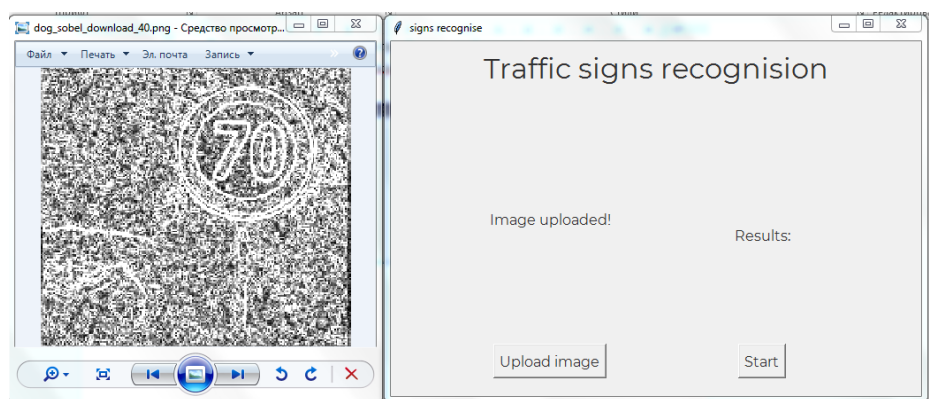 dog_sobel_download_40.png - Средство просмотр...
Файл Печать Эл. почта Запись »
70
signs recognise
Traffic signs recognision
Image uploaded!
Results:
Upload image
Start